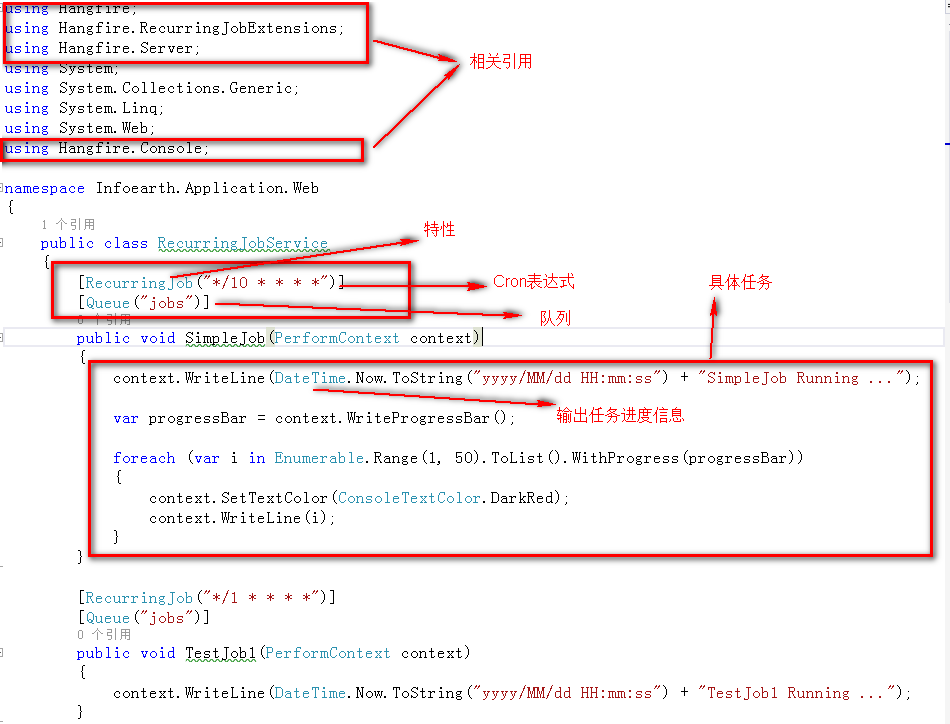 using Hangfire;
using Hangfire.RecurringJobExtensions;
using Hangfire.Server;
using System;
相关引用
using System.Collections.Generic;
using System.Linq;
using System.Web;
using Hangfire.Console;
namespace Infoearth.Application.Web
{
1 个引用
特性
public class RecurringJobService
{
[RecurringJob("*/10 * * * *")]
Cron表达式
具体任务
[Queue("jobs")]
队列
0 个引用
public void SimpleJob(PerformContext context)
{
context.WriteLine(DateTime.Now.ToString("yyyy/MM/dd HH:mm:ss") + "SimpleJob Running ...");
var progressBar = context.WriteProgressBar();
输出任务进度信息
foreach (var i in Enumerable.Range(1, 50).ToList().WithProgress(progressBar))
{
context.SetTextColor(ConsoleTextColor.DarkRed);
context.WriteLine(i);
}
}
[RecurringJob("*/1 * * * *")]
[Queue("jobs")]
0 个引用
public void TestJob1(PerformContext context)
{
context.WriteLine(DateTime.Now.ToString("yyyy/MM/dd HH:mm:ss") + "TestJob1 Running ...");
}